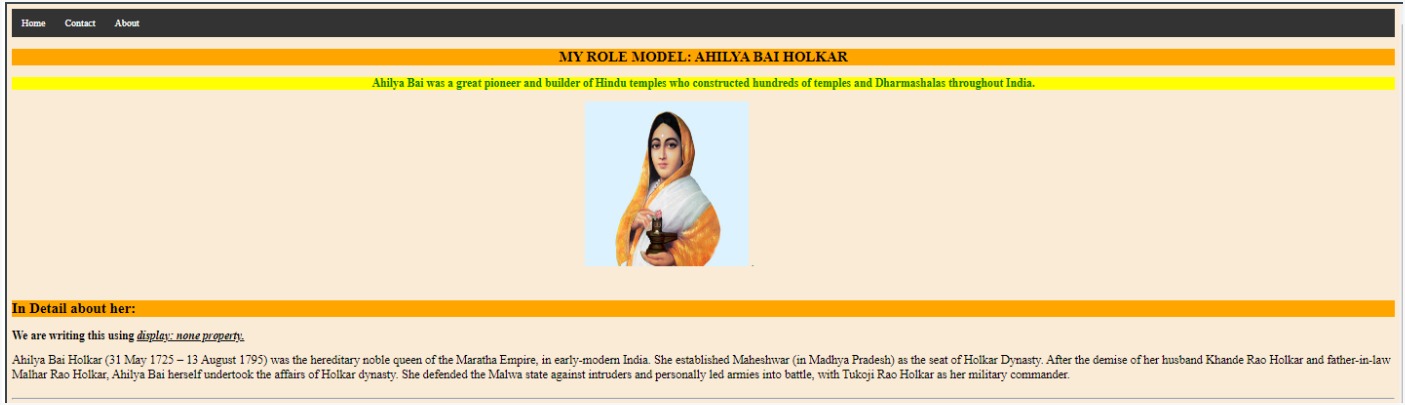 Home Contact About
MY ROLE MODEL: AHILYA BAI HOLKAR
Ahilya Bai was a great pioneer and builder of Hindu temples who constructed hundreds of temples and Dharmashalas throughout India.
In Detail about her:
We are writing this using display: none property.
Ahilya Bai Holkar (31 May 1725 – 13 August 1795) was the hereditary noble queen of the Maratha Empire, in early-modern India. She established Maheshwar (in Madhya Pradesh) as the seat of Holkar Dynasty. After the demise of her husband Khande Rao Holkar and father-in-law
Malhar Rao Holkar, Ahilya Bai herself undertook the affairs of Holkar dynasty. She defended the Malwa state against intruders and personally led armies into battle, with Tukoji Rao Holkar as her military commander.